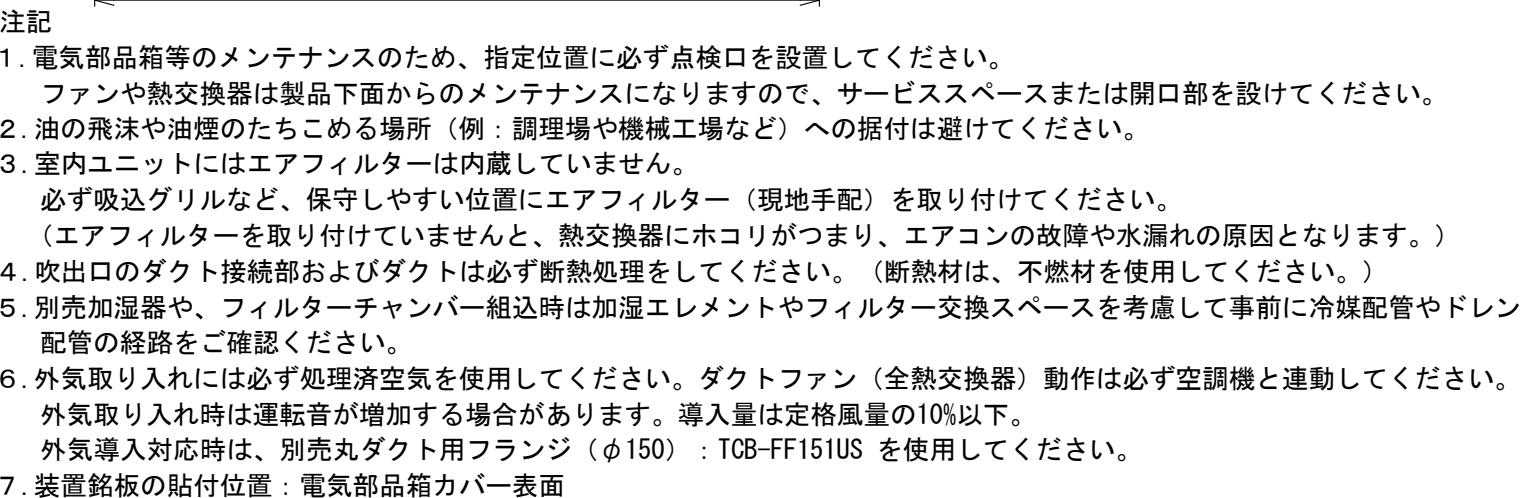 注記
1.電気部品箱等のメンテナンスのため、指定位置に必ず点検口を設置してください。
ファンや熱交換器は製品下面からのメンテナンスになりますので、サービススペースまたは開口部を設けてください。
2.油の飛沫や油煙のたちこめる場所（例：調理場や機械工場など）への据付は避けてください。
3.室内ユニットにはエアフィルターは内蔵していません。
必ず吸込グリルなど、保守しやすい位置にエアフィルター（現地手配）を取り付けてください。
（エアフィルターを取り付けていませんと、熱交換器にホコリがつまり、エアコンの故障や水漏れの原因となります。）
4.吹出口のダクト接続部およびダクトは必ず断熱処理をしてください。（断熱材は、不燃材を使用してください。）
5.別売加湿器や、フィルターチャンバー組込時は加湿エレメントやフィルター交換スペースを考慮して事前に冷媒配管やドレン
配管の経路をご確認ください。
6.外気取り入れには必ず処理済空気を使用してください。ダクトファン（全熱交換器）動作は必ず空調機と連動してください。
外気取り入れ時は運転音が増加する場合があります。導入量は定格風量の10%以下。
外気導入対応時は、別売丸ダクト用フランジ（φ150）：TCB-FF151US を使用してください。
7.装置銘板の貼付位置：電気部品箱カバー表面